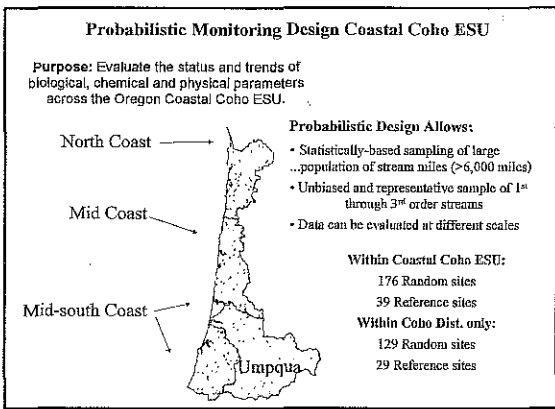 Probabilistic Monitoring Design Coastal Coho ESU
Purpose: Evaluate the status and trends of
biological, chemical and physical parameters
across the Oregon Coastal Coho ESU.
North Coast
Mid Coast
Mid-south Coast
Umpqua
Probabilistic Design Allows:
• Statistically-based sampling of large
...population of stream miles (>6,000 miles)
• Unbiased and representative sample of 1st
through 3rd order streams
• Data can be evaluated at different scales
Within Coastal Coho ESU:
176 Random sites
39 Reference sites
Within Coho Dist. only:
129 Random sites
29 Reference sites